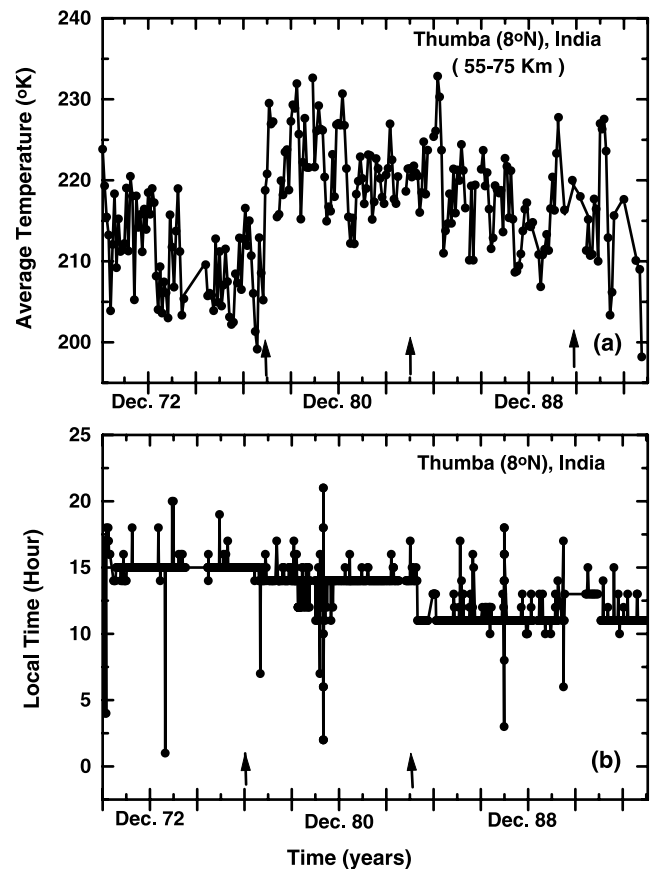 Thumba (8ºN), India
( 55-75 Km )
Average Temperature (ºK)
240
230
220
210
200
(a)
Dec. 72
Dec. 80
Dec. 88
Thumba (8ºN), India
Local Time (Hour)
25
20
15
10
5
0
(b)
Dec. 72
Dec. 80
Dec. 88
Time (years)